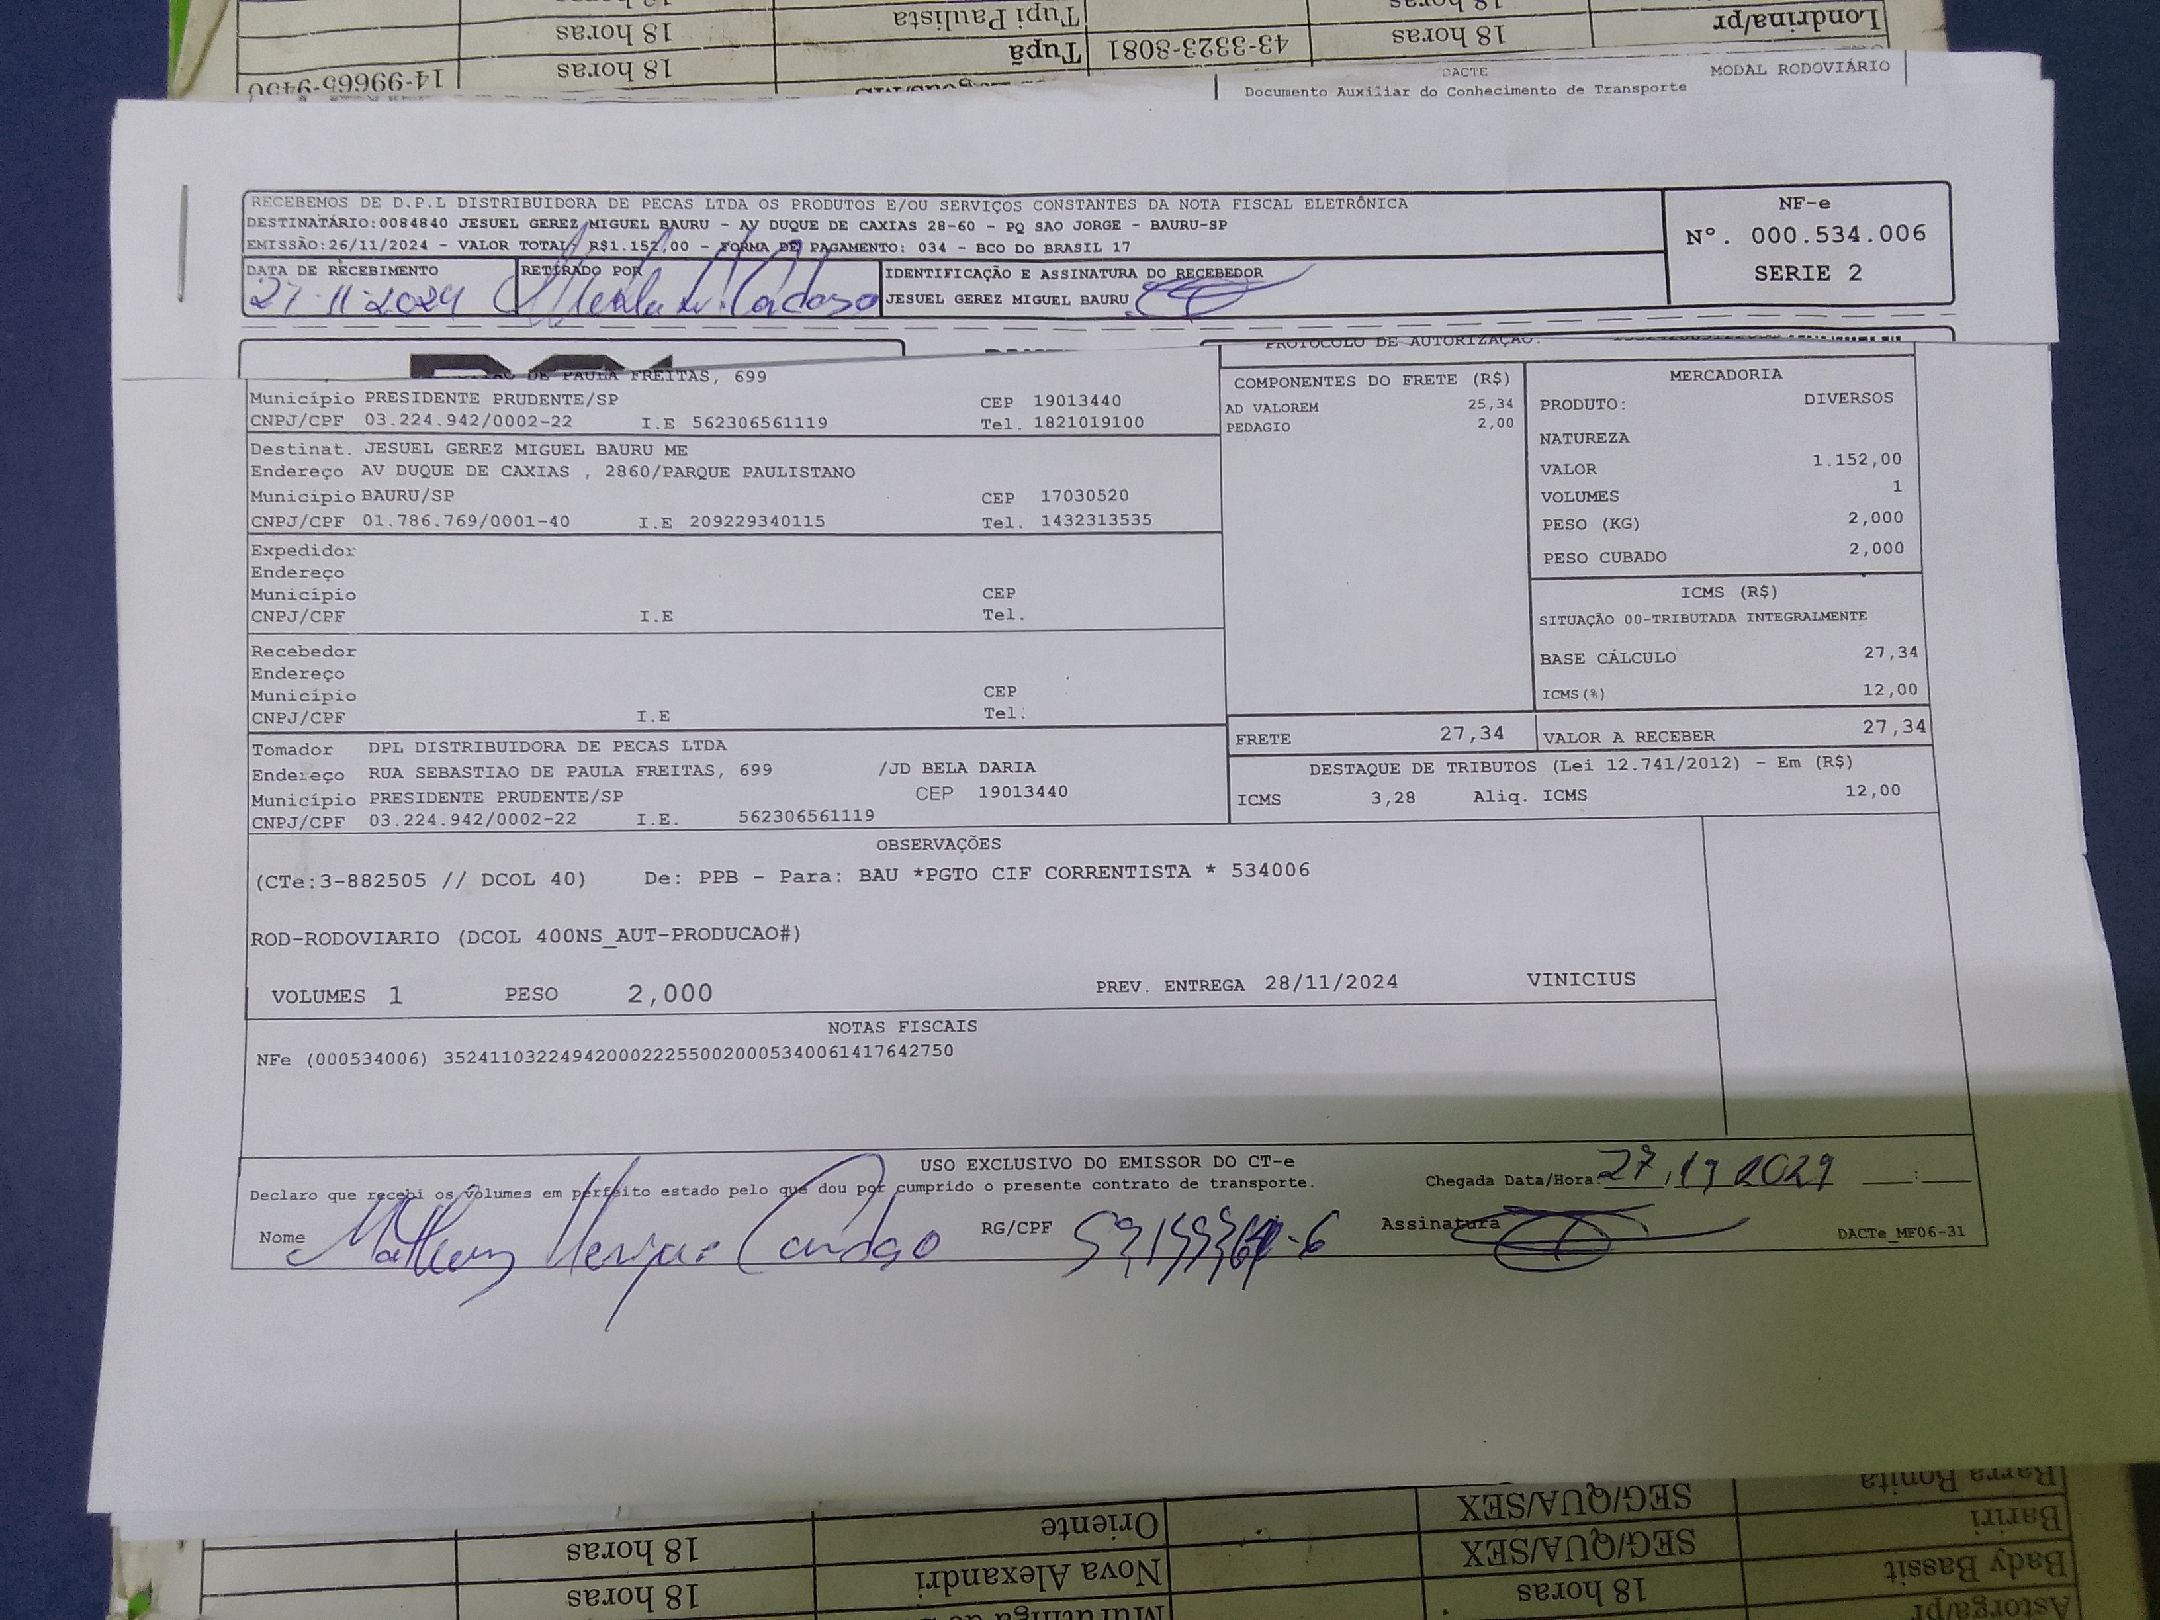 Tupi Paulista
18 horas
18 horas
Londrina/pr
18 horas
43-3323-8081
Tupã
18 horas
14-99665-9450
DACTE
MODAL RODOVIÁRIO
Documento Auxiliar do Conhecimento de Transporte
RECEBEMOS DE D.P.L DISTRIBUIDORA DE PECAS LTDA OS PRODUTOS E/OU SERVIÇOS CONSTANTES DA NOTA FISCAL ELETRÔNICA
DESTINATÁRIO:0084840 JESUEL GEREZ MIGUEL BAURU - AV DUQUE DE CAXIAS 28-60 - PQ SAO JORGE - BAURU-SP
EMISSÃO:26/11/2024 - VALOR TOTAL: R$1.152,00 - FORMA DE PAGAMENTO: 034 - BCO DO BRASIL 17
NF-e
Nº. 000.534.006
SERIE 2
DATA DE RECEBIMENTO
27.11.2024
RETIRADO POR
IDENTIFICAÇÃO E ASSINATURA DO RECEBEDOR
JESUEL GEREZ MIGUEL BAURU
PROTOCOLO DE AUTORIZAÇÃO:
DE PAULA FREITAS, 699
Município PRESIDENTE PRUDENTE/SP CEP 19013440
CNPJ/CPF 03.224.942/0002-22 I.E 562306561119 Tel. 1821019100
Destinat. JESUEL GEREZ MIGUEL BAURU ME
Endereço AV DUQUE DE CAXIAS , 2860/PARQUE PAULISTANO
Município BAURU/SP CEP 17030520
CNPJ/CPF 01.786.769/0001-40 I.E 209229340115 Tel. 1432313535
Expedidor
Endereço
Município CEP
CNPJ/CPF I.E Tel.
Recebedor
Endereço
Município CEP
CNPJ/CPF I.E Tel.
Tomador DPL DISTRIBUIDORA DE PECAS LTDA
Endereço RUA SEBASTIAO DE PAULA FREITAS, 699 /JD BELA DARIA
Município PRESIDENTE PRUDENTE/SP CEP 19013440
CNPJ/CPF 03.224.942/0002-22 I.E. 562306561119
COMPONENTES DO FRETE (R$)
AD VALOREM 25,34
PEDAGIO 2,00
MERCADORIA
PRODUTO: DIVERSOS
NATUREZA
VALOR 1.152,00
VOLUMES 1
PESO (KG) 2,000
PESO CUBADO 2,000
ICMS (R$)
SITUAÇÃO 00-TRIBUTADA INTEGRALMENTE
BASE CÁLCULO 27,34
ICMS(%) 12,00
FRETE 27,34 VALOR A RECEBER 27,34
DESTAQUE DE TRIBUTOS (Lei 12.741/2012) - Em (R$)
ICMS 3,28 Aliq. ICMS 12,00
OBSERVAÇÕES
(CTe:3-882505 // DCOL 40) De: PPB - Para: BAU *PGTO CIF CORRENTISTA * 534006
ROD-RODOVIARIO (DCOL 400NS_AUT-PRODUCAO#)
VOLUMES 1 PESO 2,000 PREV. ENTREGA 28/11/2024 VINICIUS
NOTAS FISCAIS
NFe (000534006) 35241103224942000222550020005340061417642750
USO EXCLUSIVO DO EMISSOR DO CT-e
Declaro que recebi os volumes em perfeito estado pelo que dou por cumprido o presente contrato de transporte.
Chegada Data/Hora:
Nome Matheus Henrique Cardoso RG/CPF Assinatura
DACTe_MF06-31
Barra Bonita
SEG/QUA/SEX
Oriente
18 horas
Bariri
SEG/QUA/SEX
Nova Alexandri
18 horas
Bady Bassit
18 horas
Astorga/pr